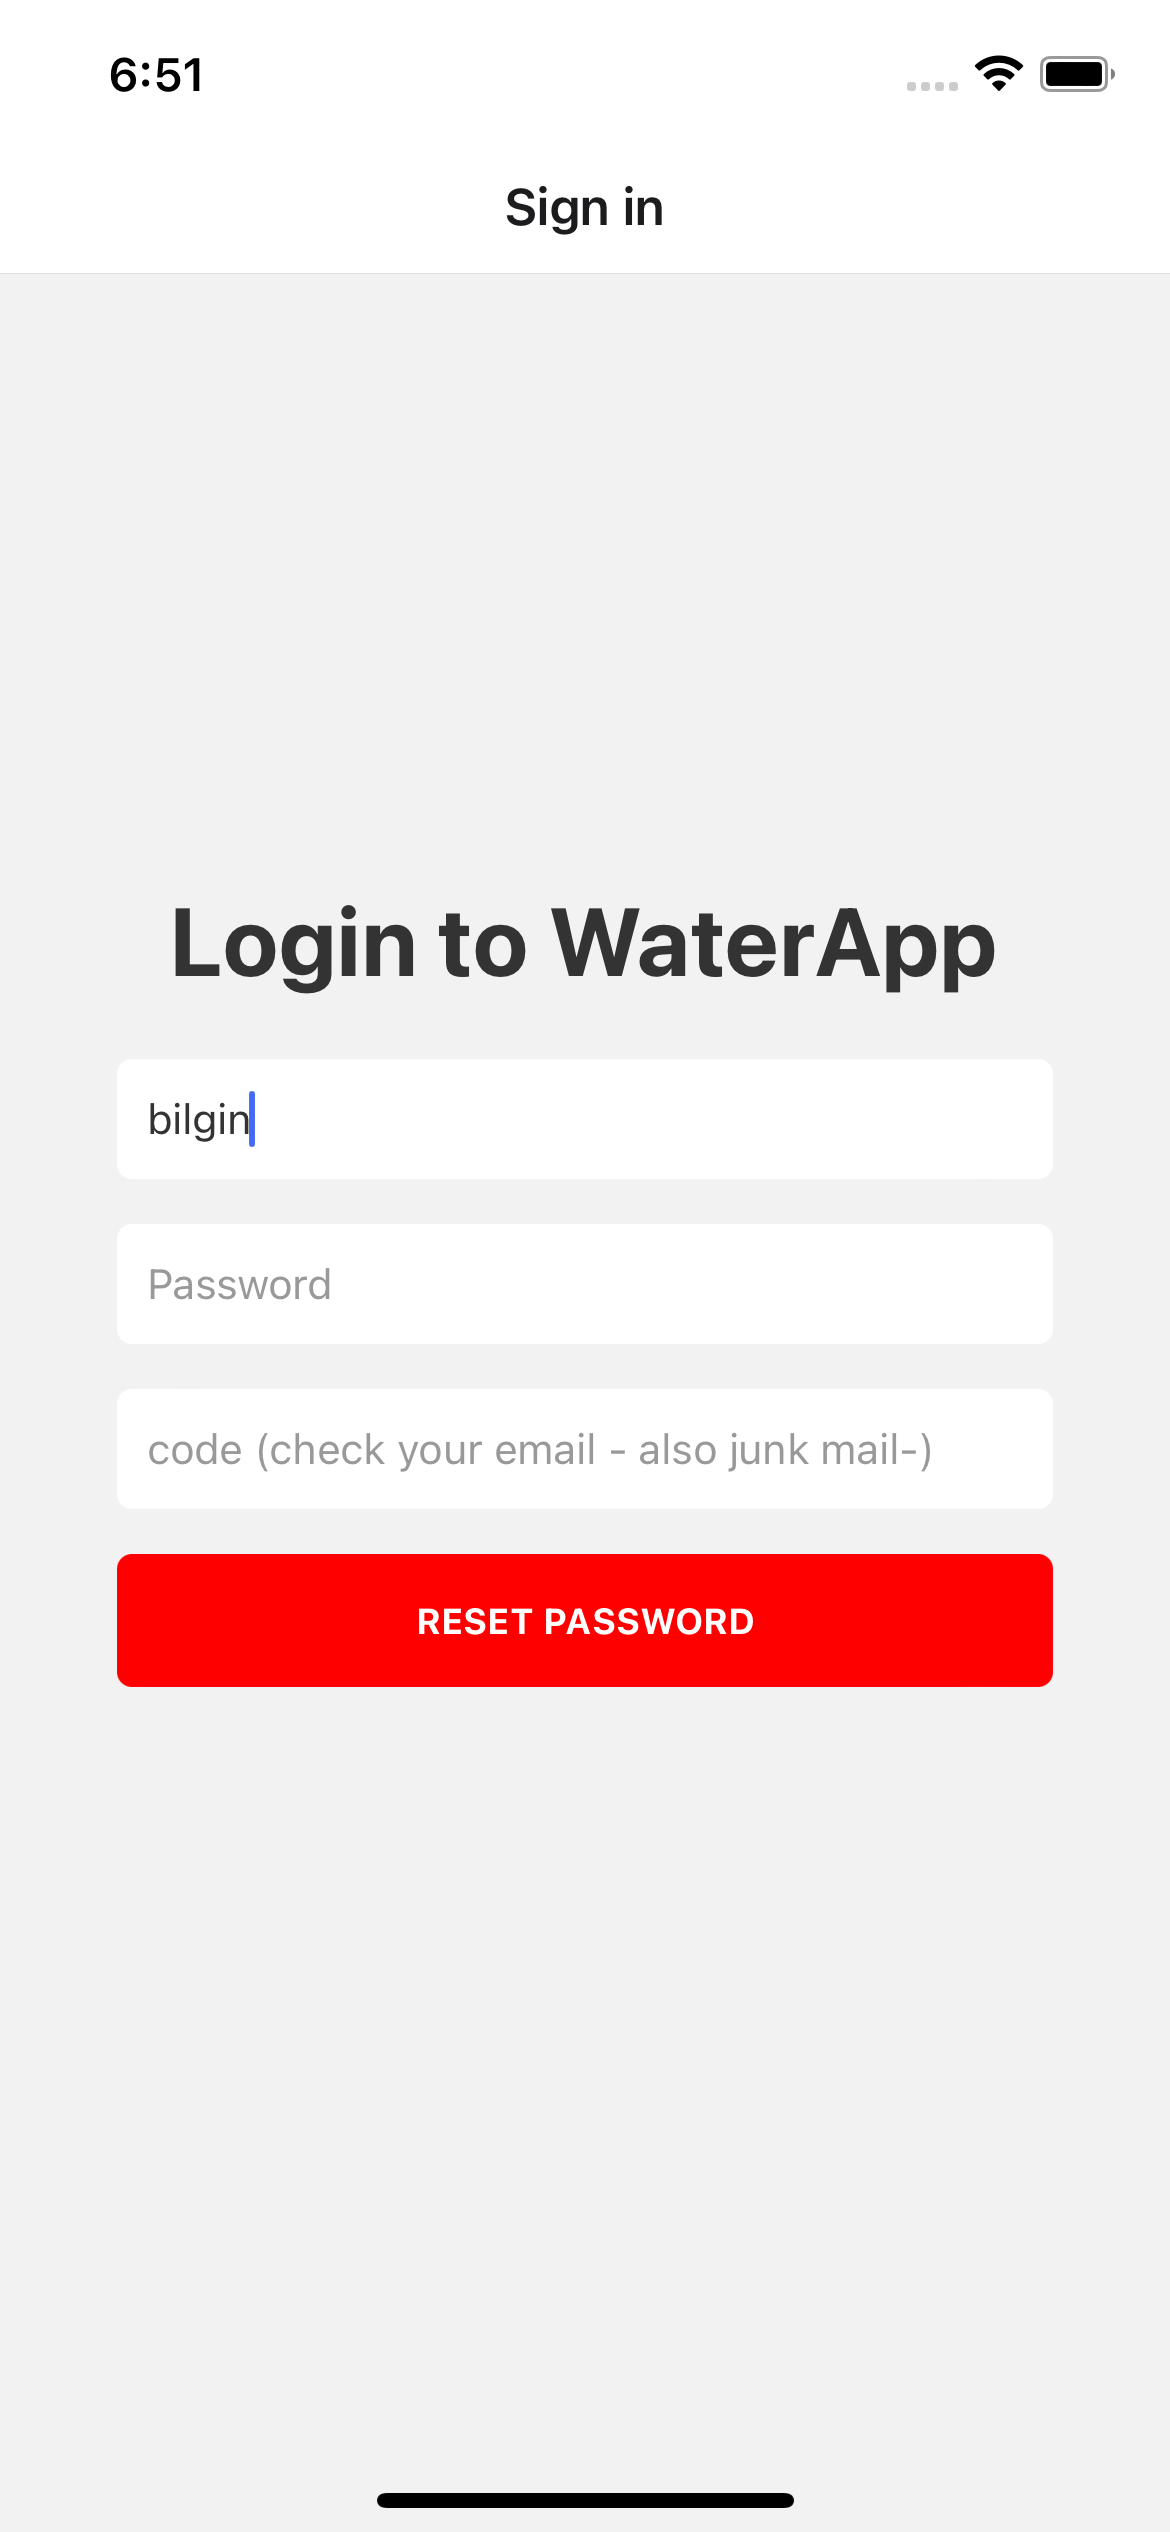 6:51
Sign in
Login to WaterApp
bilgin
Password
code (check your email - also junk mail-)
RESET PASSWORD